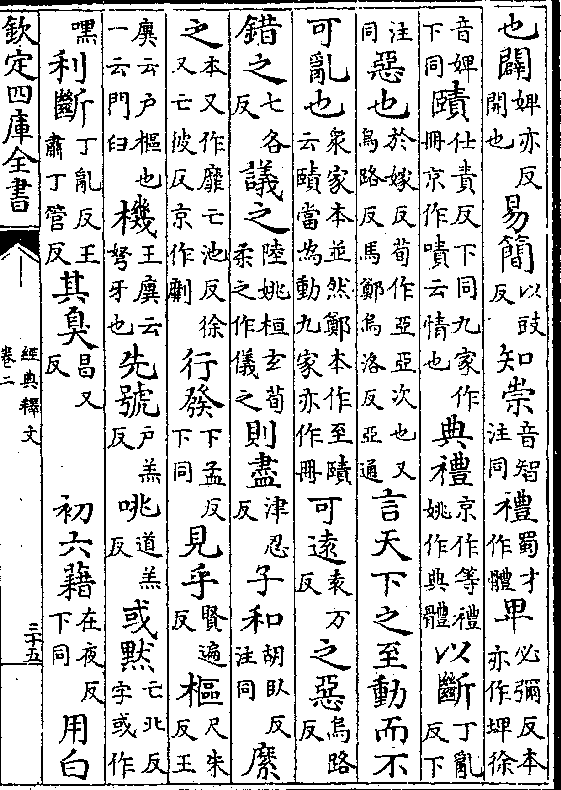 也闢婢亦反開也易簡以豉反知崇音智注同禮蜀才作體卑必彌反本亦作埤徐
音婢下同賾仕責反下同九家作冊京作嘖云情也典禮京作等禮姚作典體以斷丁亂反下
注同惡也於嫁反荀作亞亞次也又烏路反馬鄭烏洛反亞通言天下之至動而不
可亂也衆家本並然鄭本作至賾云賾當為動九家亦作冊可遠袁万反之惡烏路反
錯之七各反議之陸姚桓玄荀柔之作儀之則盡津忍反子和胡臥反注同縻
之本又作靡亡池反徐又亡彼反京作劘行發下孟反下同見乎賢遍反樞尺朱反王
廙云戶樞也一云門臼機王廙云弩牙也先號戶羔反咷道羔反或默亡北反字或作
嘿利斷丁亂反王肅丁管反其臭昌又反初六藉在夜反下同用白
欽定四庫全書
經典釋文
卷二
三十五